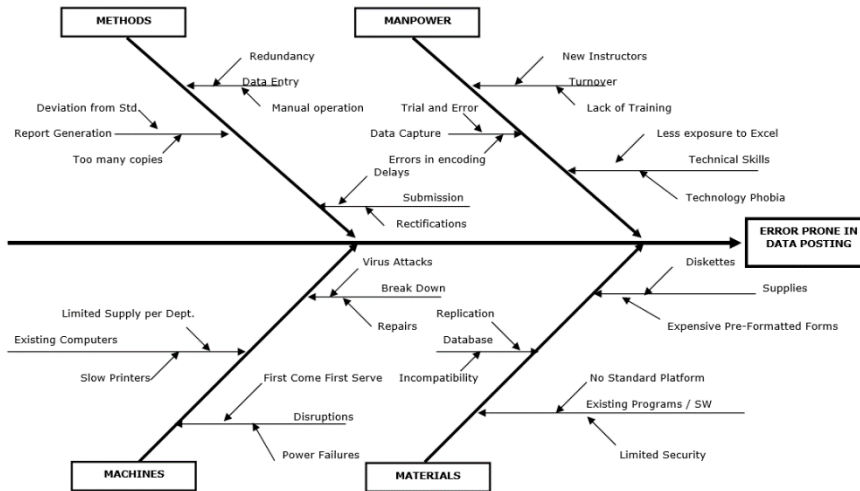 METHODS
MANPOWER
Redundancy
Data Entry
Manual operation
Deviation from Std.
Report Generation
Too many copies
Delays
Submission
Rectifications
New Instructors
Turnover
Lack of Training
Trial and Error
Data Capture
Errors in encoding
Less exposure to Excel
Technical Skills
Technology Phobia
ERROR PRONE IN
DATA POSTING
Virus Attacks
Break Down
Repairs
Limited Supply per Dept.
Existing Computers
Slow Printers
First Come First Serve
Disruptions
Power Failures
Diskettes
Supplies
Expensive Pre-Formatted Forms
Replication
Database
Incompatibility
No Standard Platform
Existing Programs / SW
Limited Security
MACHINES
MATERIALS